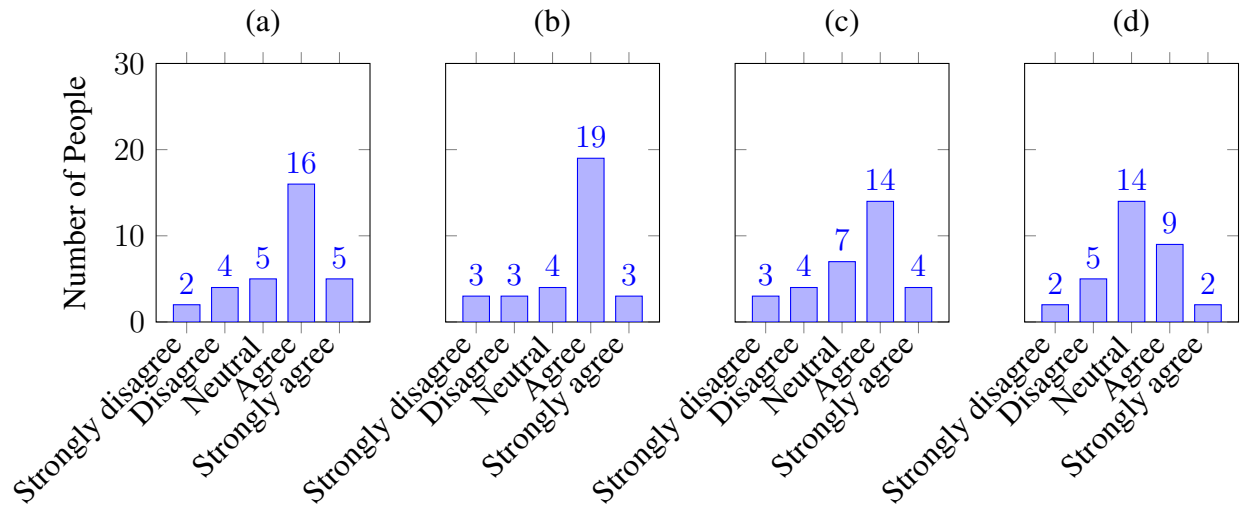 (a) (b) (c) (d)
Number of People
30
20
10
0
2 4 5 16 5
3 3 4 19 3
3 4 7 14 4
2 5 14 9 2
Strongly disagree
Disagree
Neutral
Agree
Strongly agree
Strongly disagree
Disagree
Neutral
Agree
Strongly agree
Strongly disagree
Disagree
Neutral
Agree
Strongly agree
Strongly disagree
Disagree
Neutral
Agree
Strongly agree